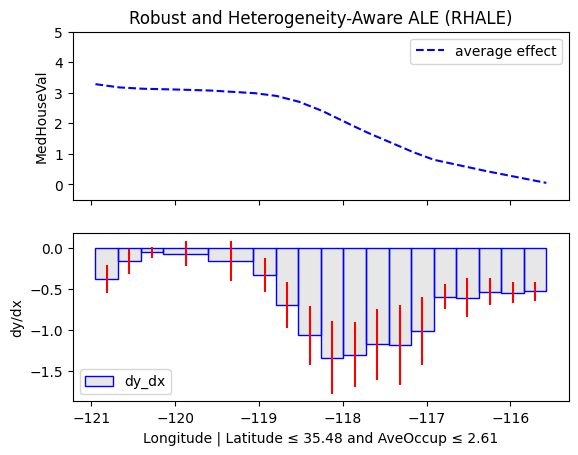 Robust and Heterogeneity-Aware ALE (RHALE)
5
4
3
2
1
0
MedHouseVal
average effect
0.0
−0.5
−1.0
−1.5
dy/dx
dy_dx
−121 −120 −119 −118 −117 −116
Longitude | Latitude ≤ 35.48 and AveOccup ≤ 2.61